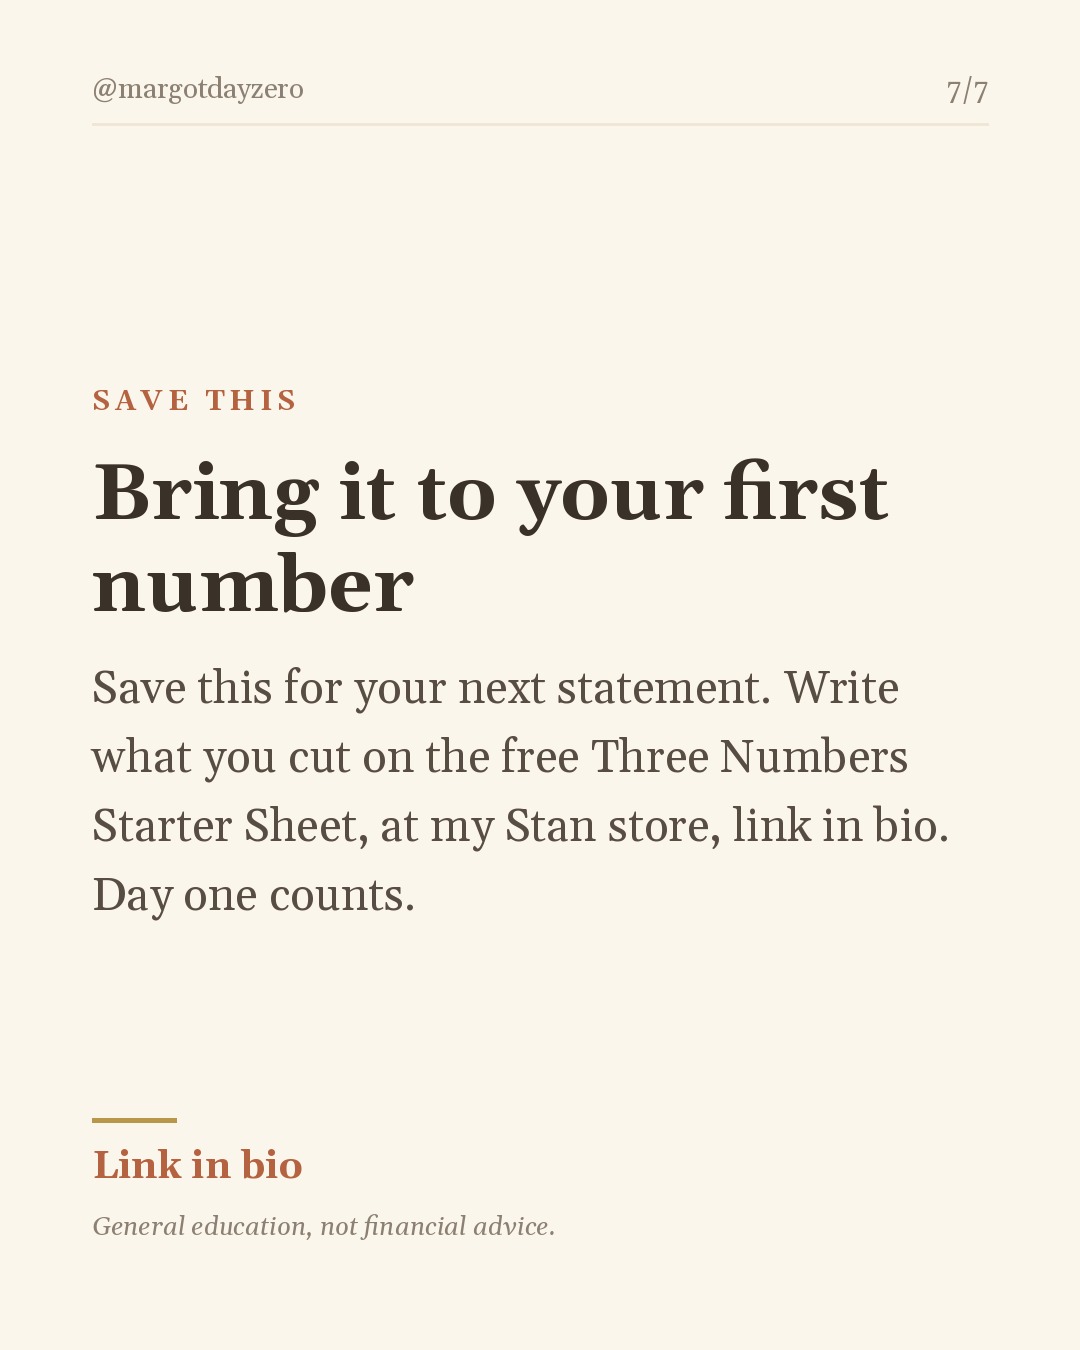 @margotdayzero
7/7
SAVE THIS
Bring it to your first
number
Save this for your next statement. Write
what you cut on the free Three Numbers
Starter Sheet, at my Stan store, link in bio.
Day one counts.
Link in bio
General education, not financial advice.